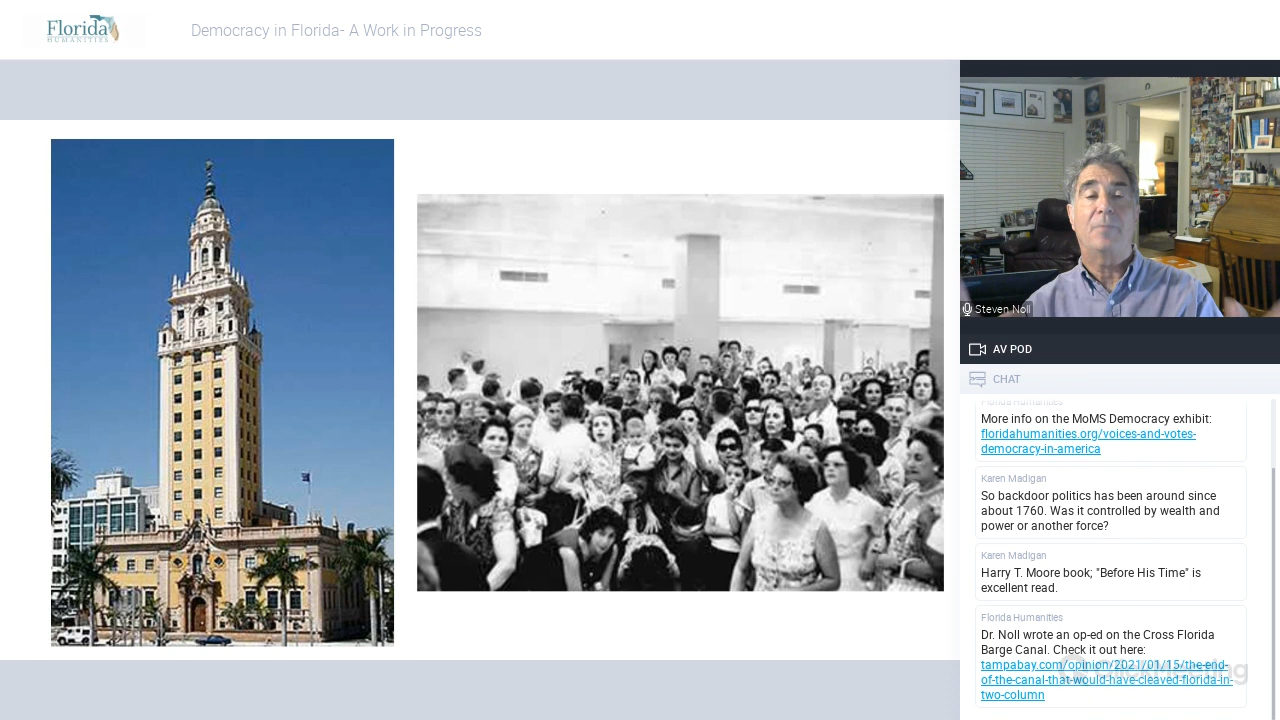 Florida
HUMANITIES
Democracy in Florida- A Work in Progress
Steven Noll
AV POD
CHAT
Florida Humanities
More info on the MoMS Democracy exhibit:
floridahumanities.org/voices-and-votes-
democracy-in-america
Karen Madigan
So backdoor politics has been around since
about 1760. Was it controlled by wealth and
power or another force?
Karen Madigan
Harry T. Moore book; "Before His Time" is
excellent read.
Florida Humanities
Dr. Noll wrote an op-ed on the Cross Florida
Barge Canal. Check it out here:
tampabay.com/opinion/2021/01/15/the-end-
of-the-canal-that-would-have-cleaved-florida-in-
two-column